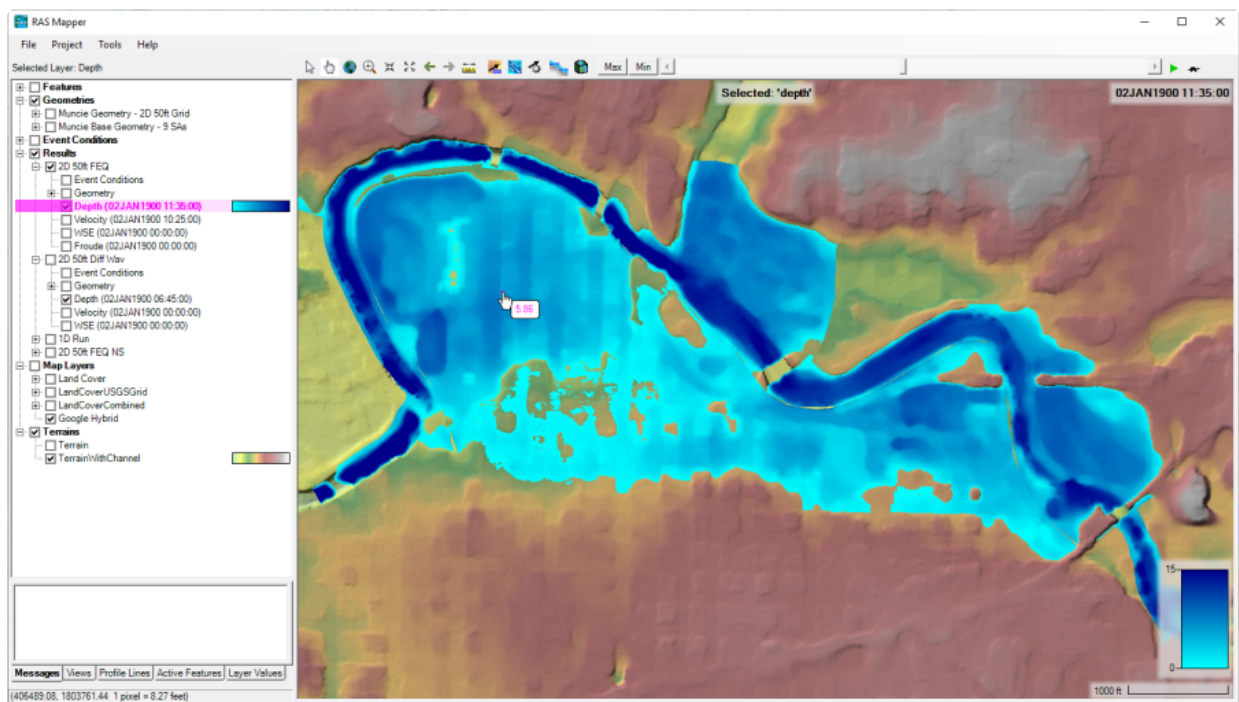 RAS Mapper
File Project Tools Help
Selected Layer: Depth
Max Min
Features
Geometries
Muncie Geometry - 2D 50ft Grid
Muncie Base Geometry - 9 SAs
Event Conditions
Results
2D 50ft FEQ
Event Conditions
Geometry
Depth (02JAN1900 11:35:00)
Velocity (02JAN1900 10:25:00)
WSE (02JAN1900 00:00:00)
Froude (02JAN1900 00:00:00)
2D 50ft Diff Wav
Event Conditions
Geometry
Depth (02JAN1900 06:45:00)
Velocity (02JAN1900 00:00:00)
WSE (02JAN1900 00:00:00)
1D Run
2D 50ft FEQ NS
Map Layers
Land Cover
LandCoverUSGSGrid
LandCoverCombined
Google Hybrid
Terrains
Terrain
TerrainWithChannel
Selected: 'depth'
02JAN1900 11:35:00
5.86
15
0
1000 ft
Messages Views Profile Lines Active Features Layer Values
(406489.08, 1803761.44 1 pixel = 8.27 feet)